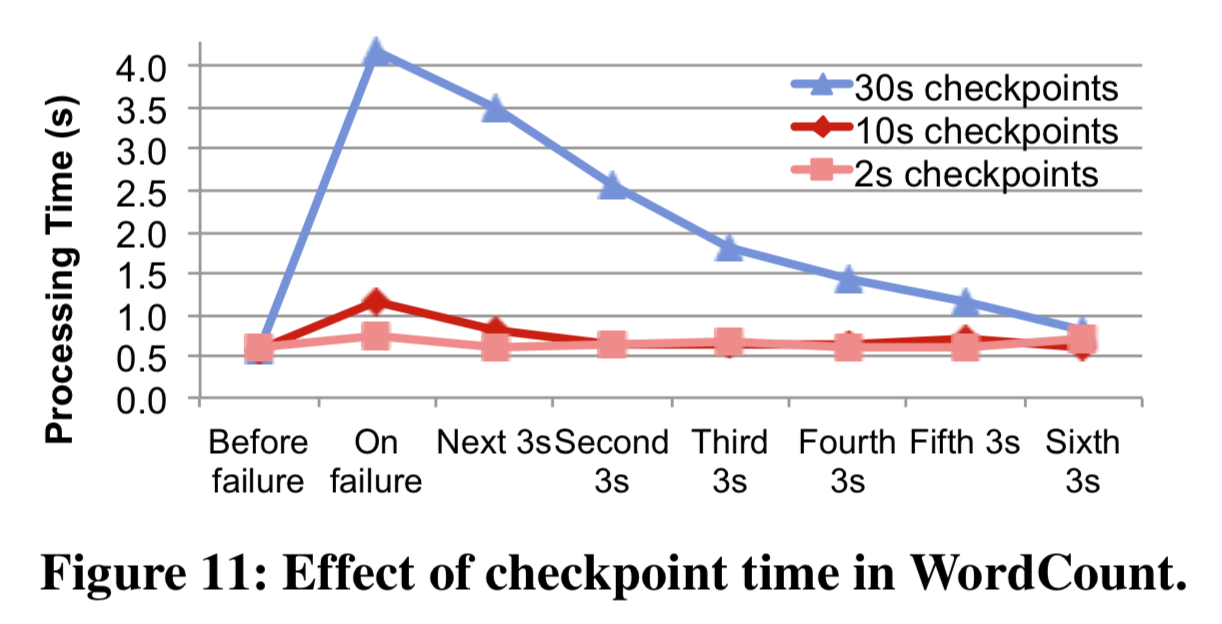 Processing Time (s)
4.0
3.5
3.0
2.5
2.0
1.5
1.0
0.5
0.0
30s checkpoints
10s checkpoints
2s checkpoints
Before failure
On failure
Next 3s
Second 3s
Third 3s
Fourth 3s
Fifth 3s
Sixth 3s
Figure 11: Effect of checkpoint time in WordCount.